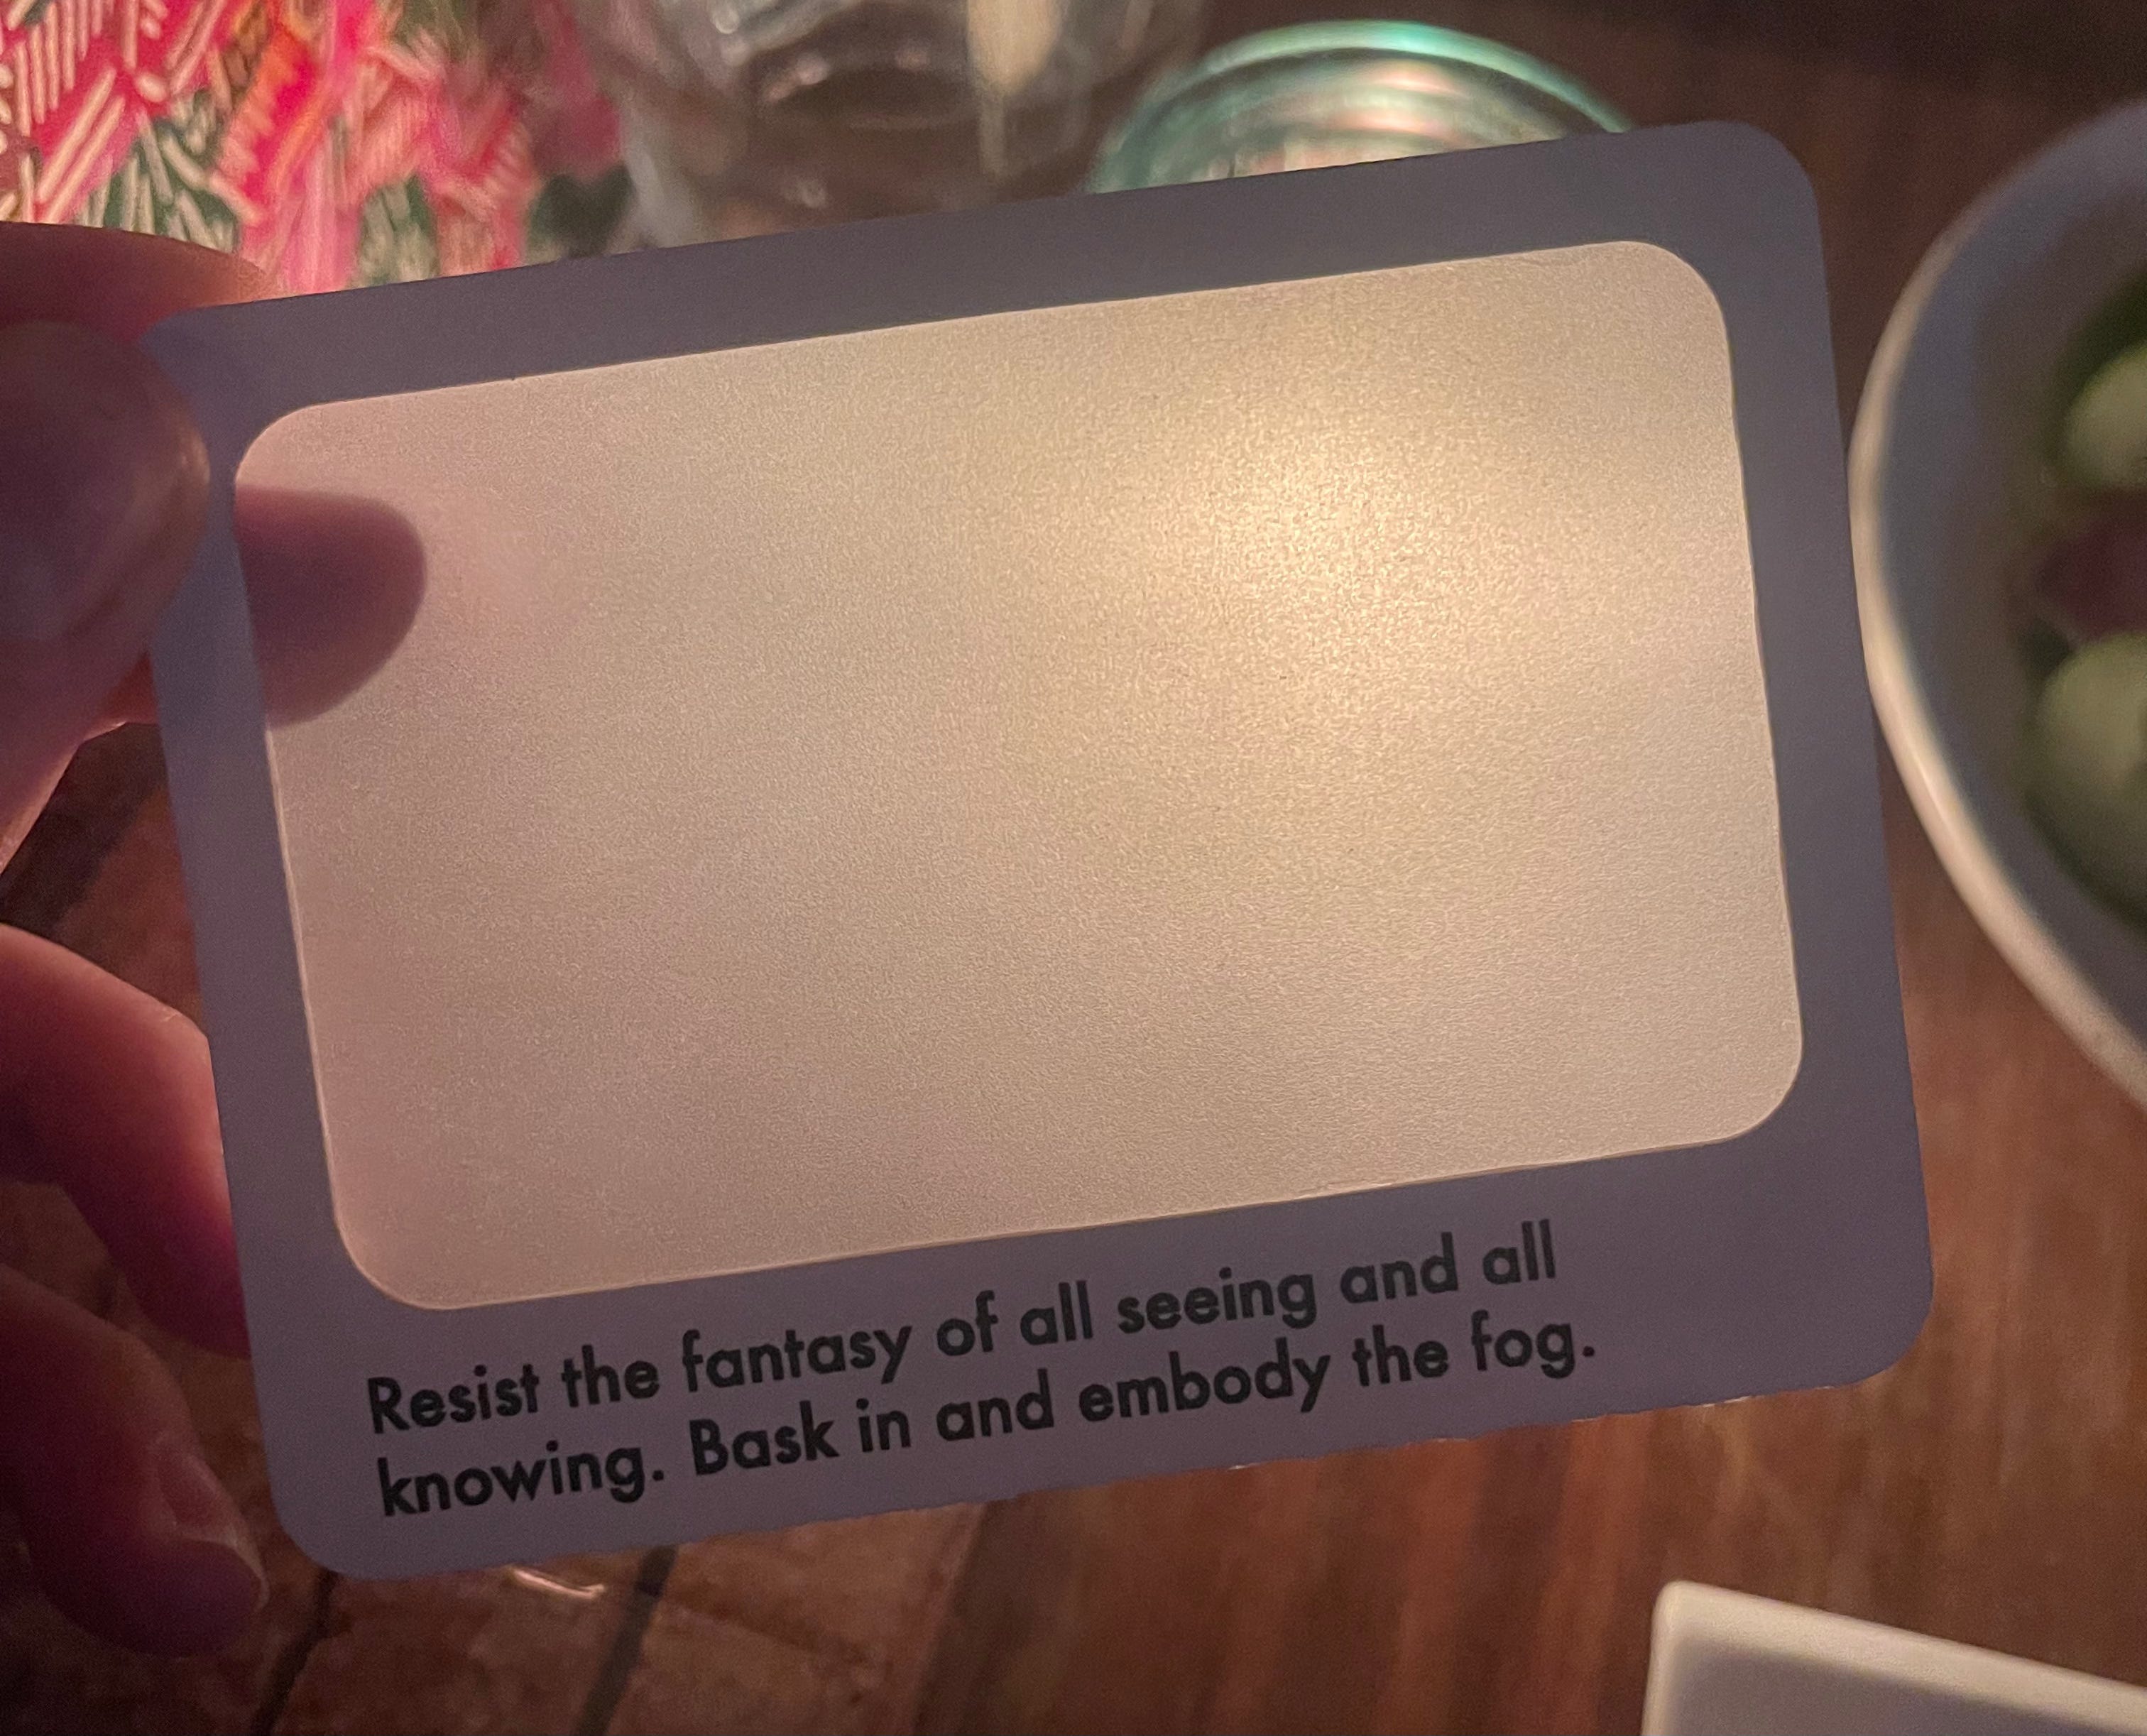 Resist the fantasy of all seeing and all
knowing. Bask in and embody the fog.